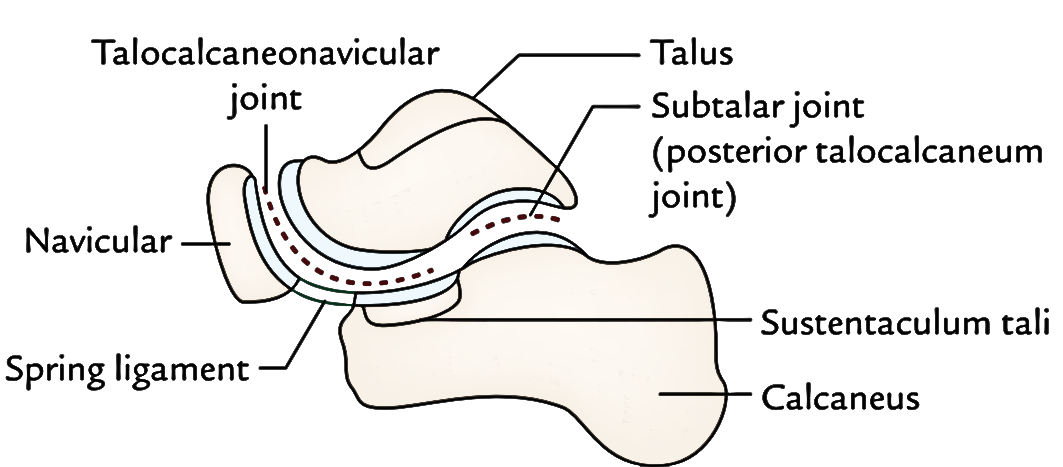 Talocalcaneonavicular
joint
Talus
Subtalar joint
(posterior talocalcaneum
joint)
Navicular
Sustentaculum tali
Spring ligament
Calcaneus